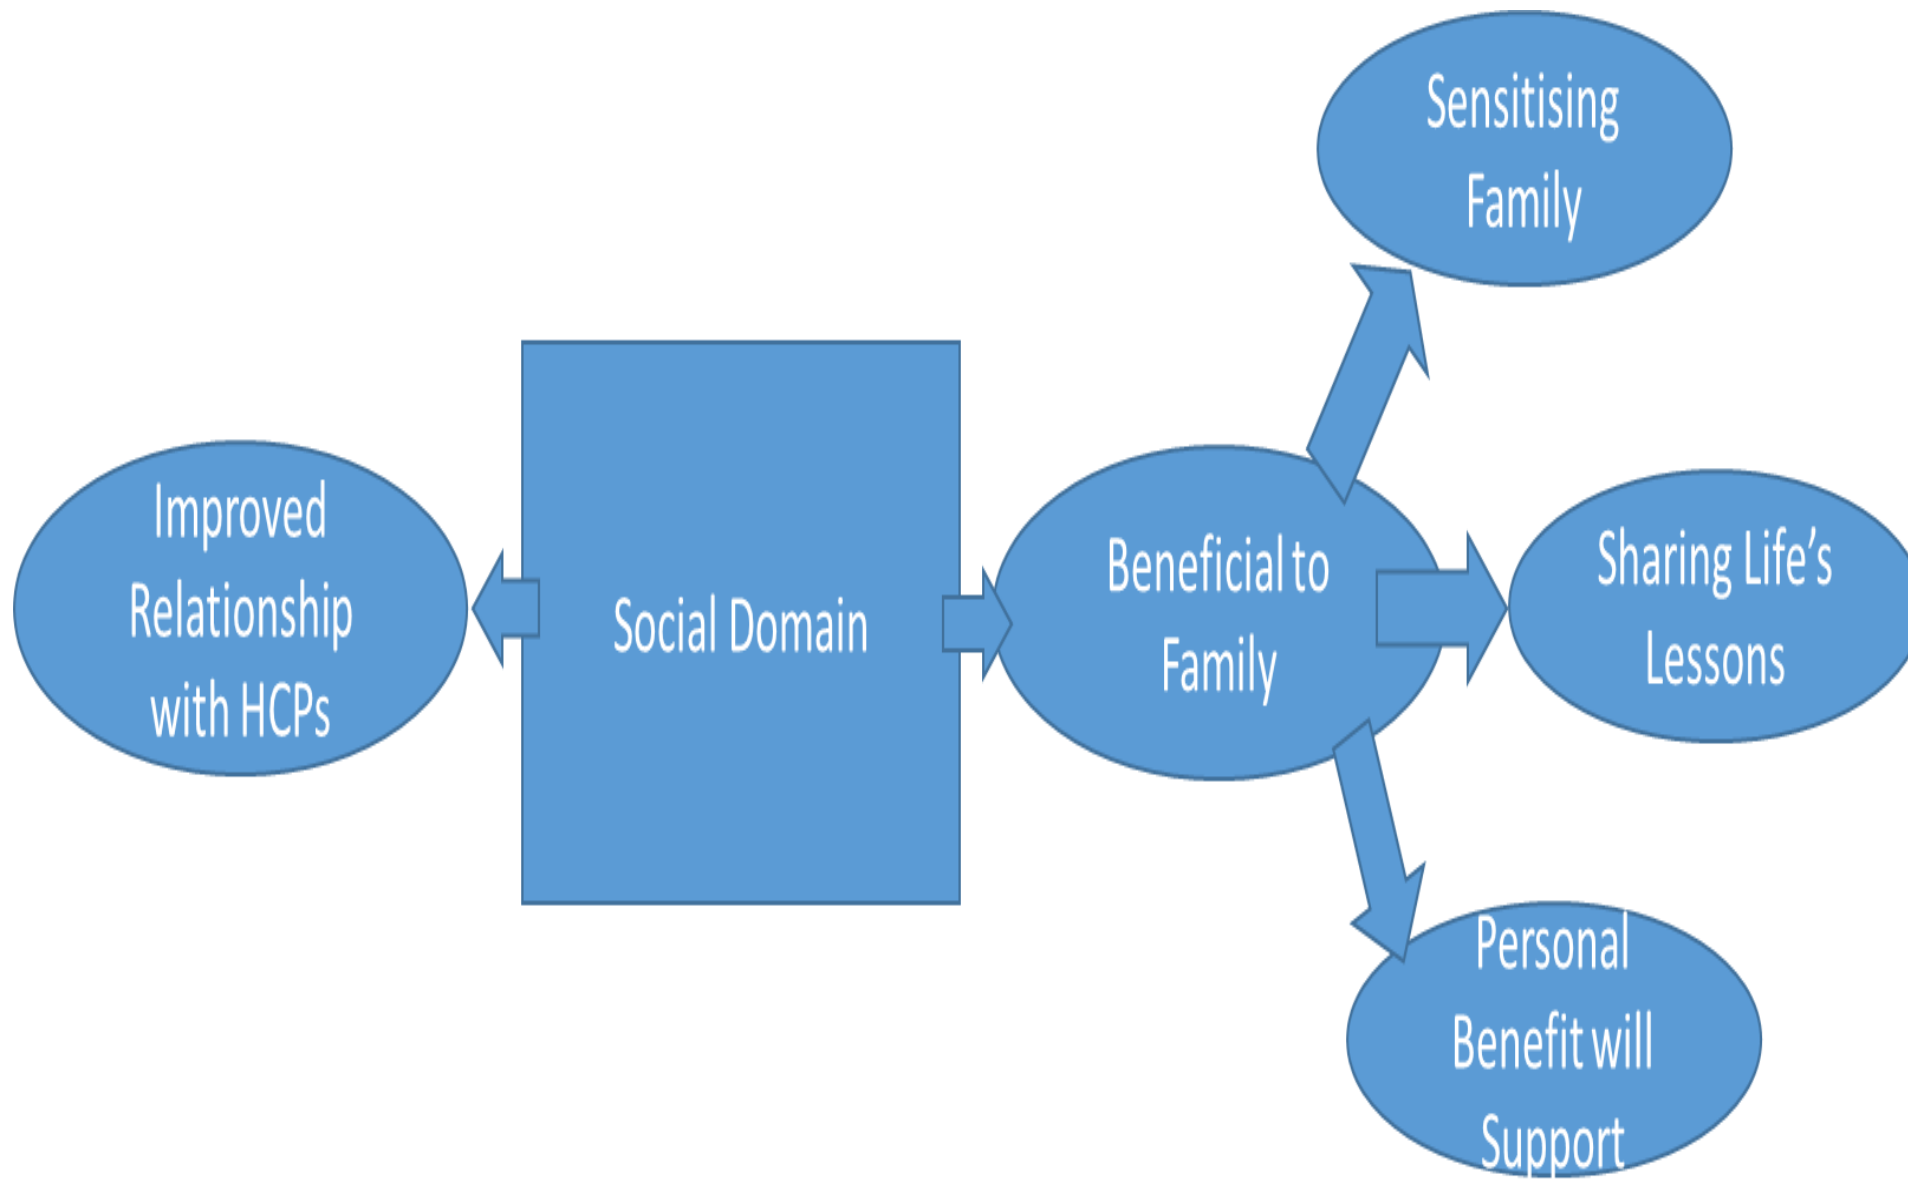 Sensitising
Family
Improved
Relationship
with HCPs
Social Domain
Beneficial to
Family
Sharing Life's
Lessons
Personal
Benefit will
Support